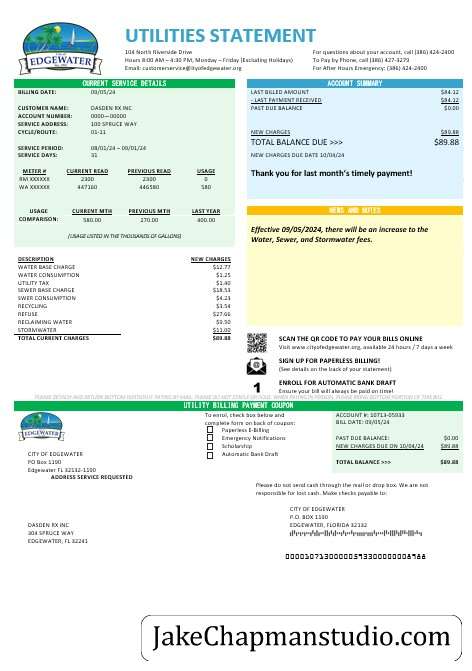 City of
EDGEWATER
UTILITIES STATEMENT
104 North Riverside Drive
Hours 8:00 AM – 4:30 PM, Monday – Friday (Excluding Holidays)
Email: customerservice@cityofedgewater.org
For questions about your account, call (386) 424-2400
To Pay by Phone, call (386) 427-3279
For After Hours Emergency: (386) 424-2400
CURRENT SERVICE DETAILS
BILLING DATE: 09/05/24
CUSTOMER NAME: DASDEN RX INC
ACCOUNT NUMBER: 0000—00000
SERVICE ADDRESS: 100 SPRUCE WAY
CYCLE/ROUTE: 01-11
SERVICE PERIOD: 08/01/24 – 09/01/24
SERVICE DAYS: 31
METER # CURRENT READ PREVIOUS READ USAGE
RM XXXXXX 2300 2300 0
WA XXXXXX 447160 446580 580
USAGE CURRENT MTH PREVIOUS MTH LAST YEAR
COMPARISON: 580.00 270.00 400.00
(USAGE LISTED IN THE THOUSANDS OF GALLONS)
DESCRIPTION NEW CHARGES
WATER BASE CHARGE $12.77
WATER CONSUMPTION $1.25
UTILITY TAX $1.40
SEWER BASE CHARGE $18.53
SWER CONSUMPTION $4.23
RECYCLING $3.54
REFUSE $27.66
RECLAIMING WATER $9.50
STORMWATER $11.00
TOTAL CURRENT CHARGES $89.88
ACCOUNT SUMMARY
LAST BILLED AMOUNT $84.12
- LAST PAYMENT RECEIVED $84.12
PAST DUE BALANCE $0.00
NEW CHARGES $89.88
TOTAL BALANCE DUE >>> $89.88
NEW CHARGES DUE DATE 10/04/24
Thank you for last month’s timely payment!
NEWS AND NOTES
Effective 09/05/2024, there will be an increase to the
Water, Sewer, and Stormwater fees.
SCAN THE QR CODE TO PAY YOUR BILLS ONLINE
Visit www.cityofedgewater.org, available 24 hours / 7 days a week
SIGN UP FOR PAPERLESS BILLING!
(See details on the back of your statement)
1
ENROLL FOR AUTOMATIC BANK DRAFT
Ensure your bill will always be paid on time!
UTILITY BILLING PAYMENT COUPON
EDGEWATER
To enroll, check box below and
complete form on back of coupon:
Paperless E-Billing
Emergency Notifications
Scholarship
Automatic Bank Draft
ACCOUNT #: 10713-05933
BILL DATE: 09/05/24
PAST DUE BALANCE: $0.00
NEW CHARGES DUE ON 10/04/24 $89.88
TOTAL BALANCE >>> $89.88
CITY OF EDGEWATER
PO Box 1190
Edgewater Fl 32132-1190
ADDRESS SERVICE REQUESTED
Please do not send cash through the mail or drop box. We are not
responsible for lost cash. Make checks payable to:
CITY OF EDGEWATER
P.O. BOX 1190
EDGEWATER, FLORIDA 32132
DASDEN RX INC
304 SPRUCE WAY
EDGEWATER, FL 32241
JakeChapmanstudio.com